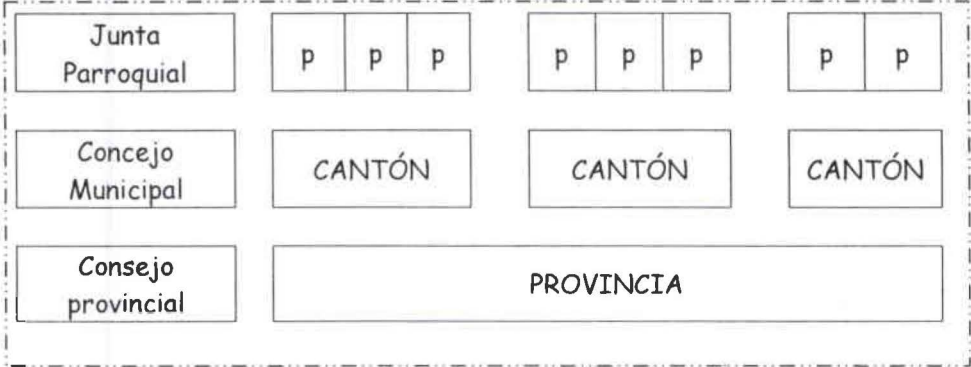 Junta
Parroquial
p p p p p p p p
Concejo
Municipal
CANTÓN CANTÓN CANTÓN
Consejo
provincial
PROVINCIA